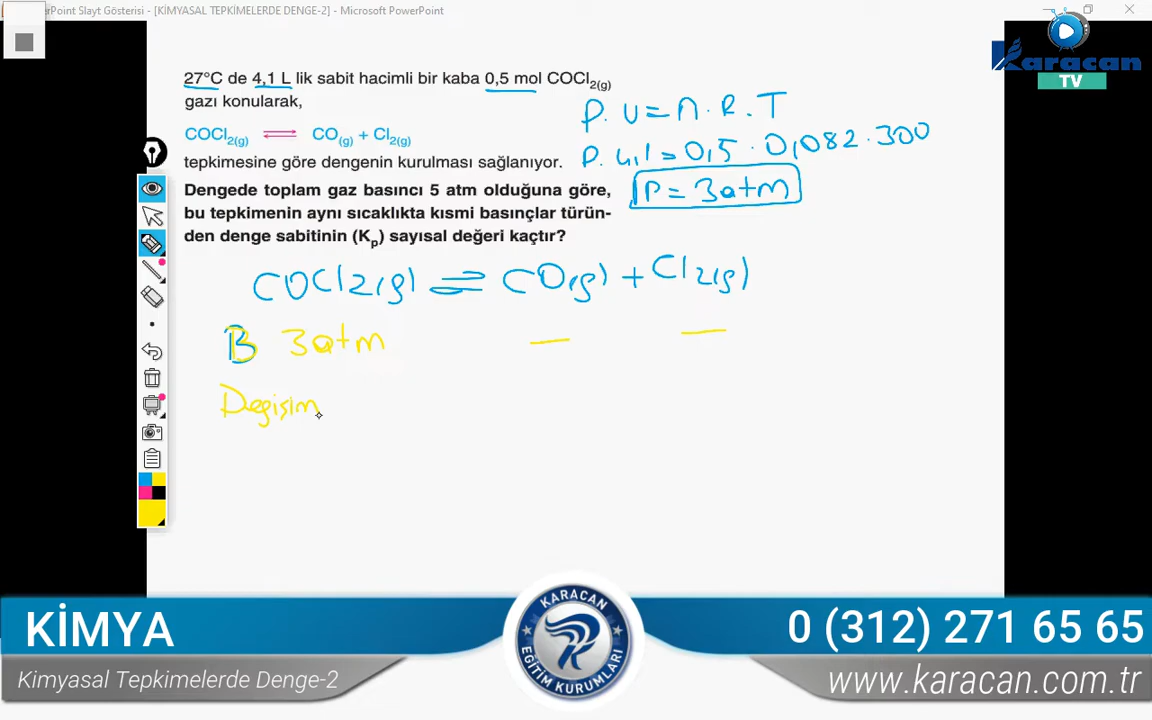 PowerPoint Slayt Gösterisi - [KİMYASAL TEPKİMELERDE DENGE-2] - Microsoft PowerPoint
Karacan
TV
27°C de 4,1 L lik sabit hacimli bir kaba 0,5 mol COCl2(g)
gazı konularak,
COCl2(g) ⇌ CO(g) + Cl2(g)
tepkimesine göre dengenin kurulması sağlanıyor.
Dengede toplam gaz basıncı 5 atm olduğuna göre,
bu tepkimenin aynı sıcaklıkta kısmi basınçlar türün-
den denge sabitinin (Kp) sayısal değeri kaçtır?
P. V = n. R. T
P. 4,1 = 0,5 . 0,082 . 300
P = 3atm
COCl2(g) ⇌ CO(g) + Cl2(g)
B 3atm — —
Degisim
KİMYA
Kimyasal Tepkimelerde Denge-2
KARACAN
EĞİTİM KURUMLARI
0 (312) 271 65 65
www.karacan.com.tr